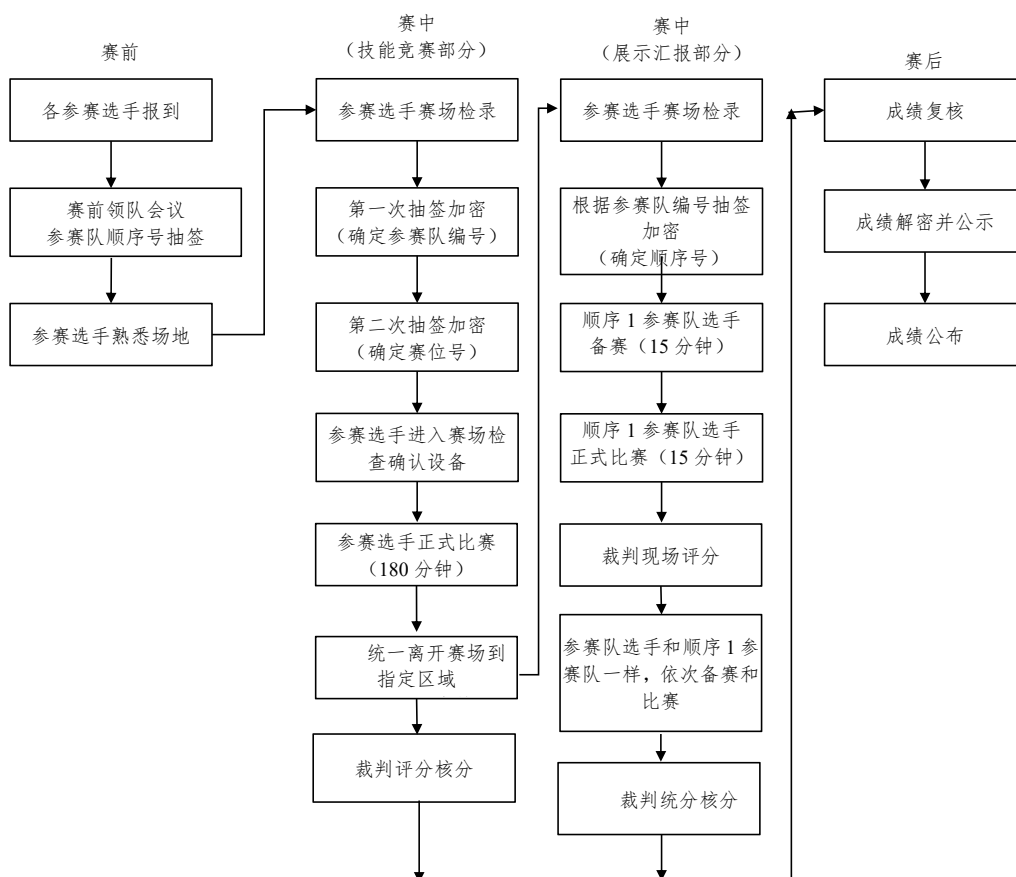 赛前
各参赛选手报到
赛前领队会议
参赛队顺序号抽签
参赛选手熟悉场地
赛中
（技能竞赛部分）
参赛选手赛场检录
第一次抽签加密
（确定参赛队编号）
第二次抽签加密
（确定赛位号）
参赛选手进入赛场检
查确认设备
参赛选手正式比赛
（180 分钟）
统一离开赛场到
指定区域
裁判评分核分
赛中
（展示汇报部分）
参赛选手赛场检录
根据参赛队编号抽签
加密
（确定顺序号）
顺序 1 参赛队选手
备赛（15 分钟）
顺序 1 参赛队选手
正式比赛（15 分钟）
裁判现场评分
参赛队选手和顺序 1 参
赛队一样，依次备赛和
比赛
裁判统分核分
赛后
成绩复核
成绩解密并公示
成绩公布